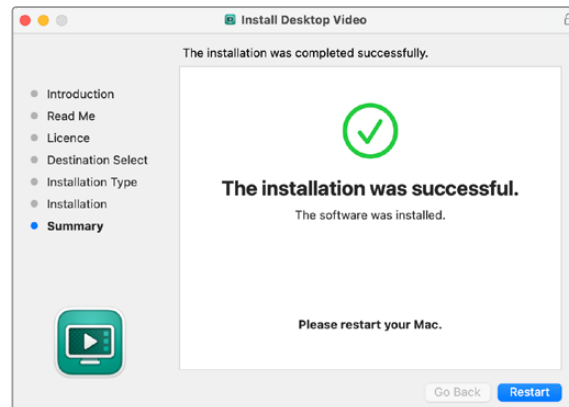 Install Desktop Video
The installation was completed successfully.
Introduction
Read Me
Licence
Destination Select
Installation Type
Installation
Summary
The installation was successful.
The software was installed.
Please restart your Mac.
Go Back
Restart